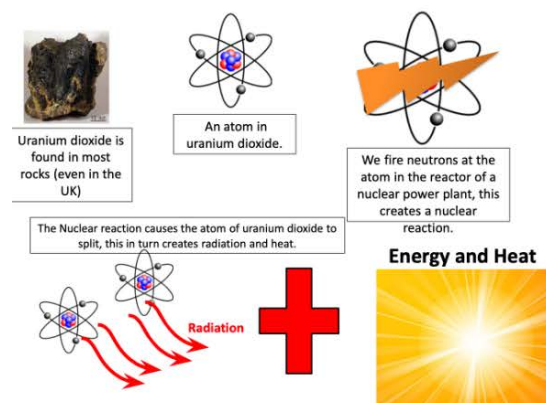 Uranium dioxide is
found in most
rocks (even in the
UK)
An atom in
uranium dioxide.
We fire neutrons at the
atom in the reactor of a
nuclear power plant, this
creates a nuclear
reaction.
The Nuclear reaction causes the atom of uranium dioxide to
split, this in turn creates radiation and heat.
Radiation
Energy and Heat